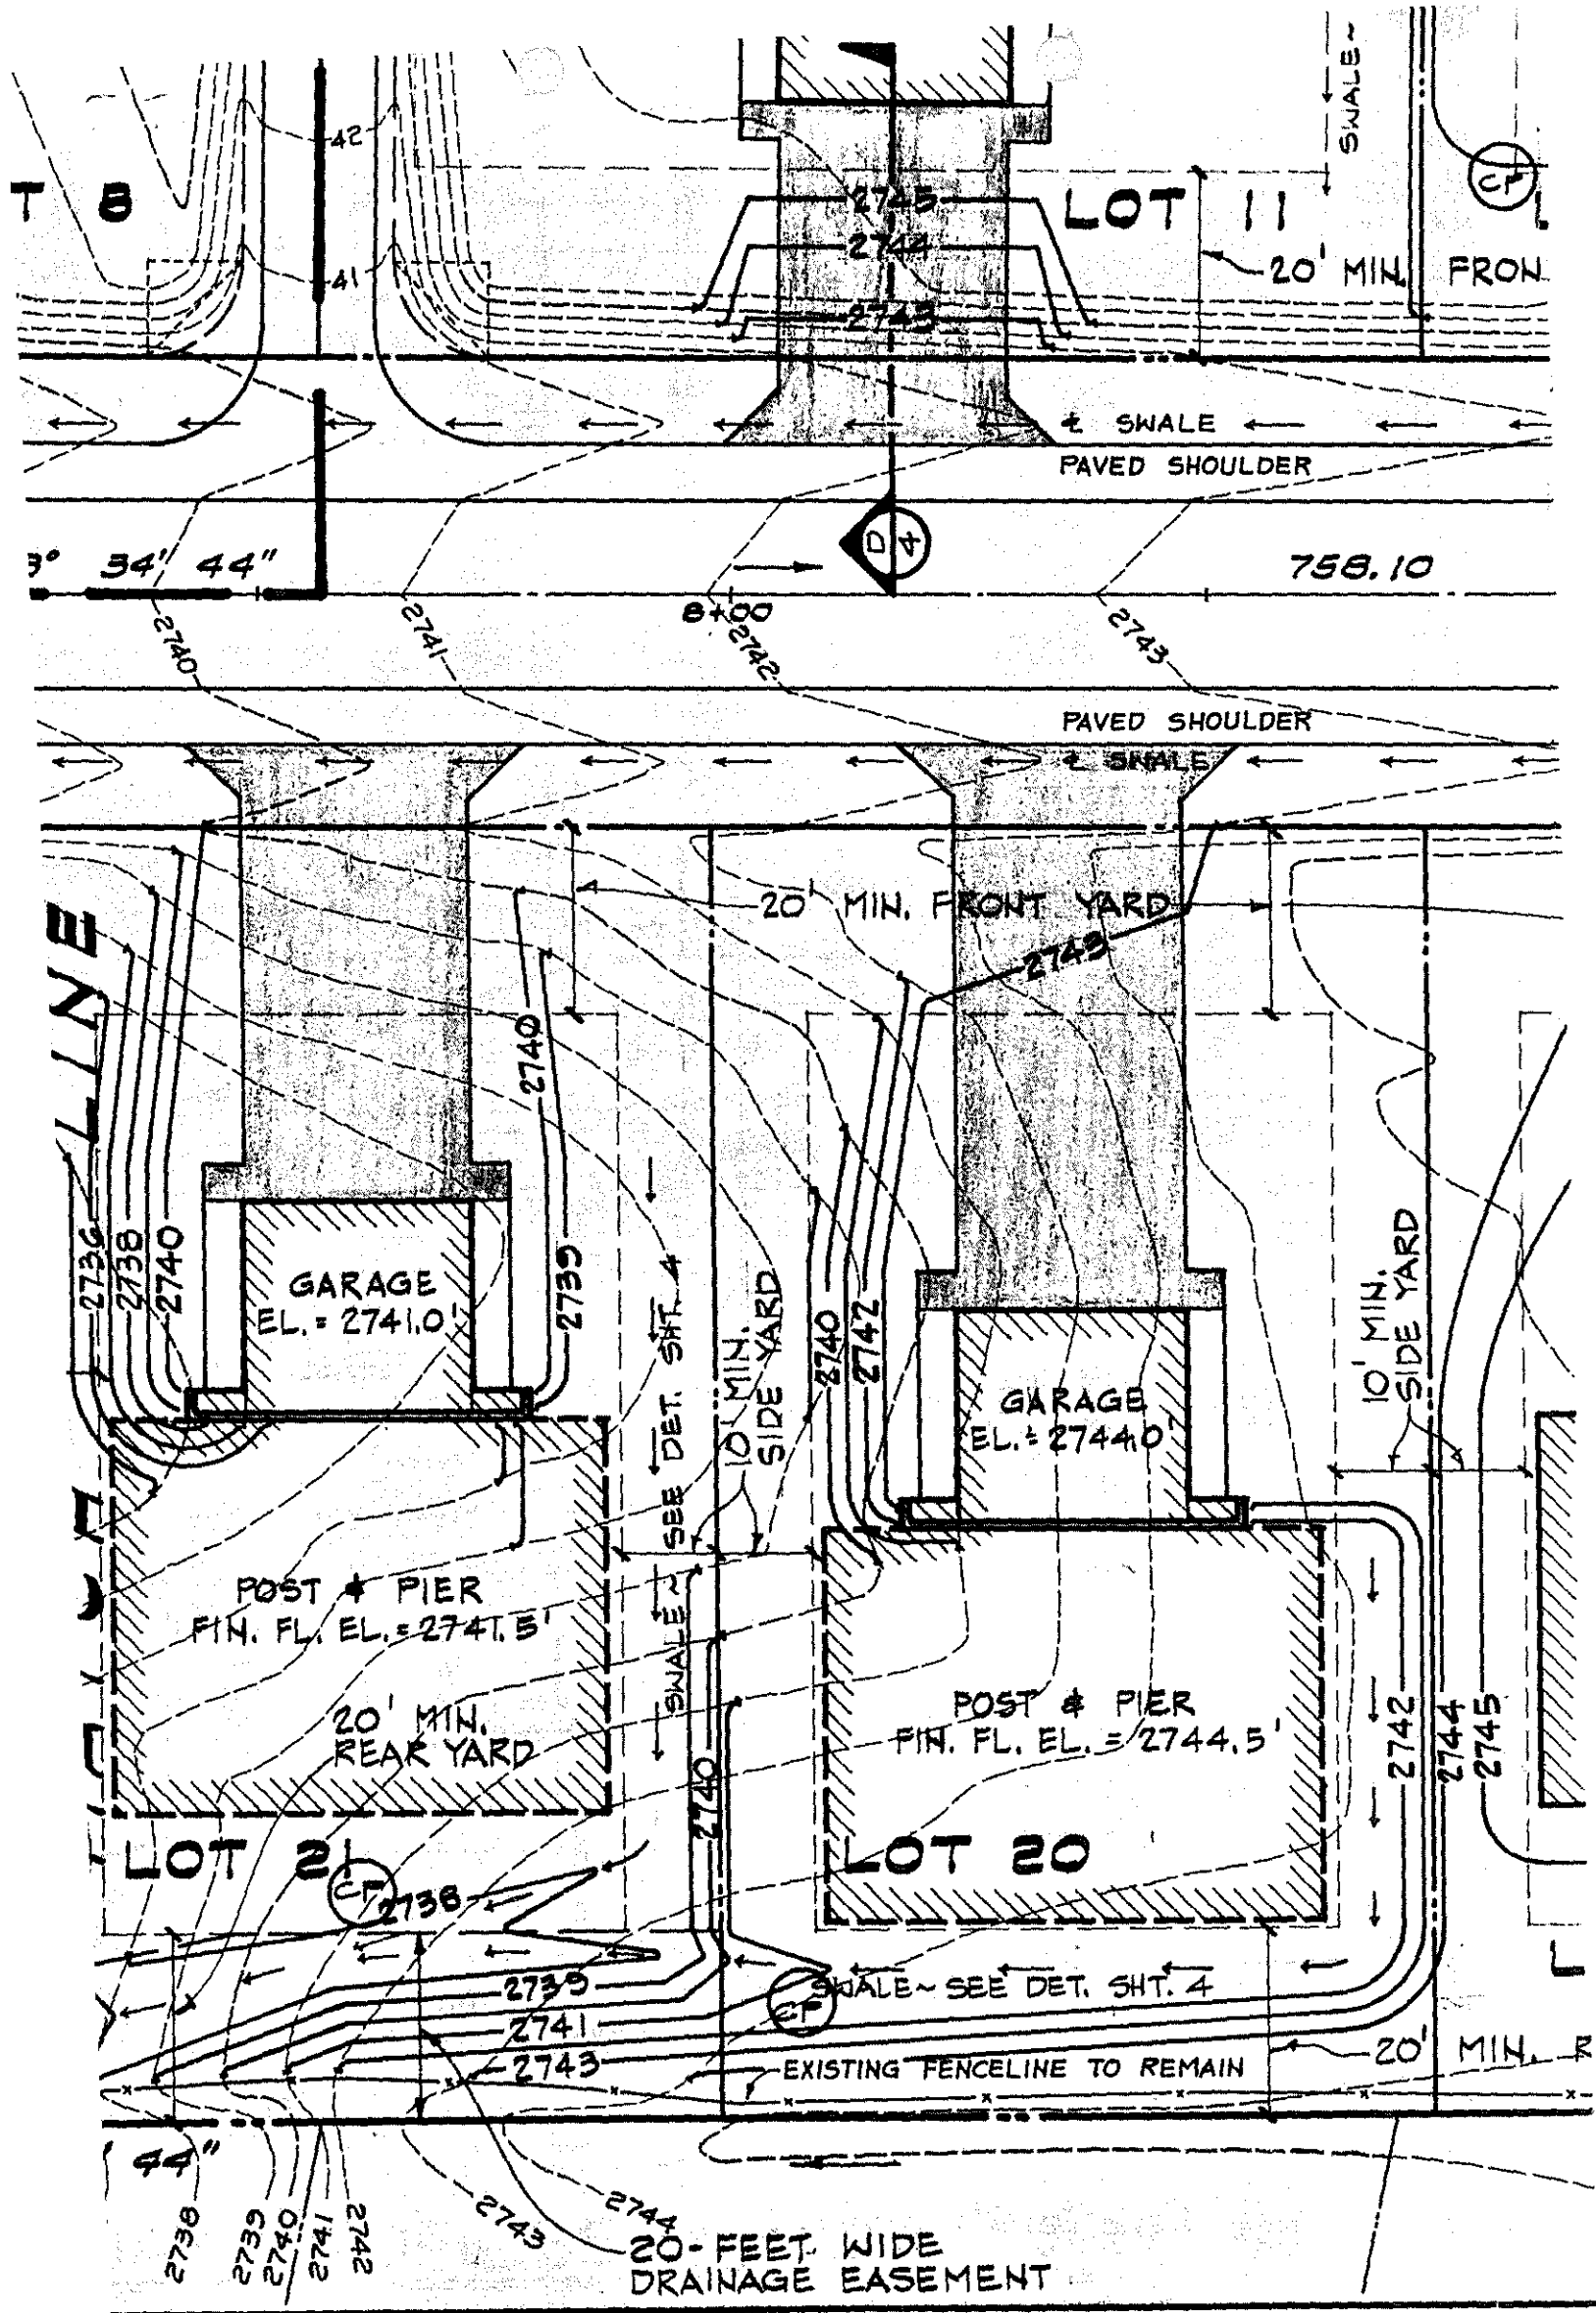 42
SWALE~
CF
T 8
2745
LOT 11
2744
20' MIN. FRON
41
2743
℄ SWALE
PAVED SHOULDER
D
4
3° 34' 44"
758.10
8+00
2740
2741
2742
2743
PAVED SHOULDER
℄ SWALE
20' MIN. FRONT YARD
2743
LINE
2740
2736
2738
2740
GARAGE
EL. = 2741.0'
2739
SWALE~ SEE DET. SHT. 4
10' MIN.
SIDE YARD
2740
2742
GARAGE
EL. = 2744.0'
10' MIN.
SIDE YARD
POST & PIER
FIN. FL. EL. = 2741.5'
20' MIN.
REAR YARD
POST & PIER
FIN. FL. EL. = 2744.5'
2740
2742
2744
2745
LOT 21
CF
2738
LOT 20
L
2739
SWALE~ SEE DET. SHT. 4
CF
2741
2743
EXISTING FENCELINE TO REMAIN
20' MIN. R
44"
2738
2739
2740
2741
2742
2743
2744
20-FEET WIDE
DRAINAGE EASEMENT